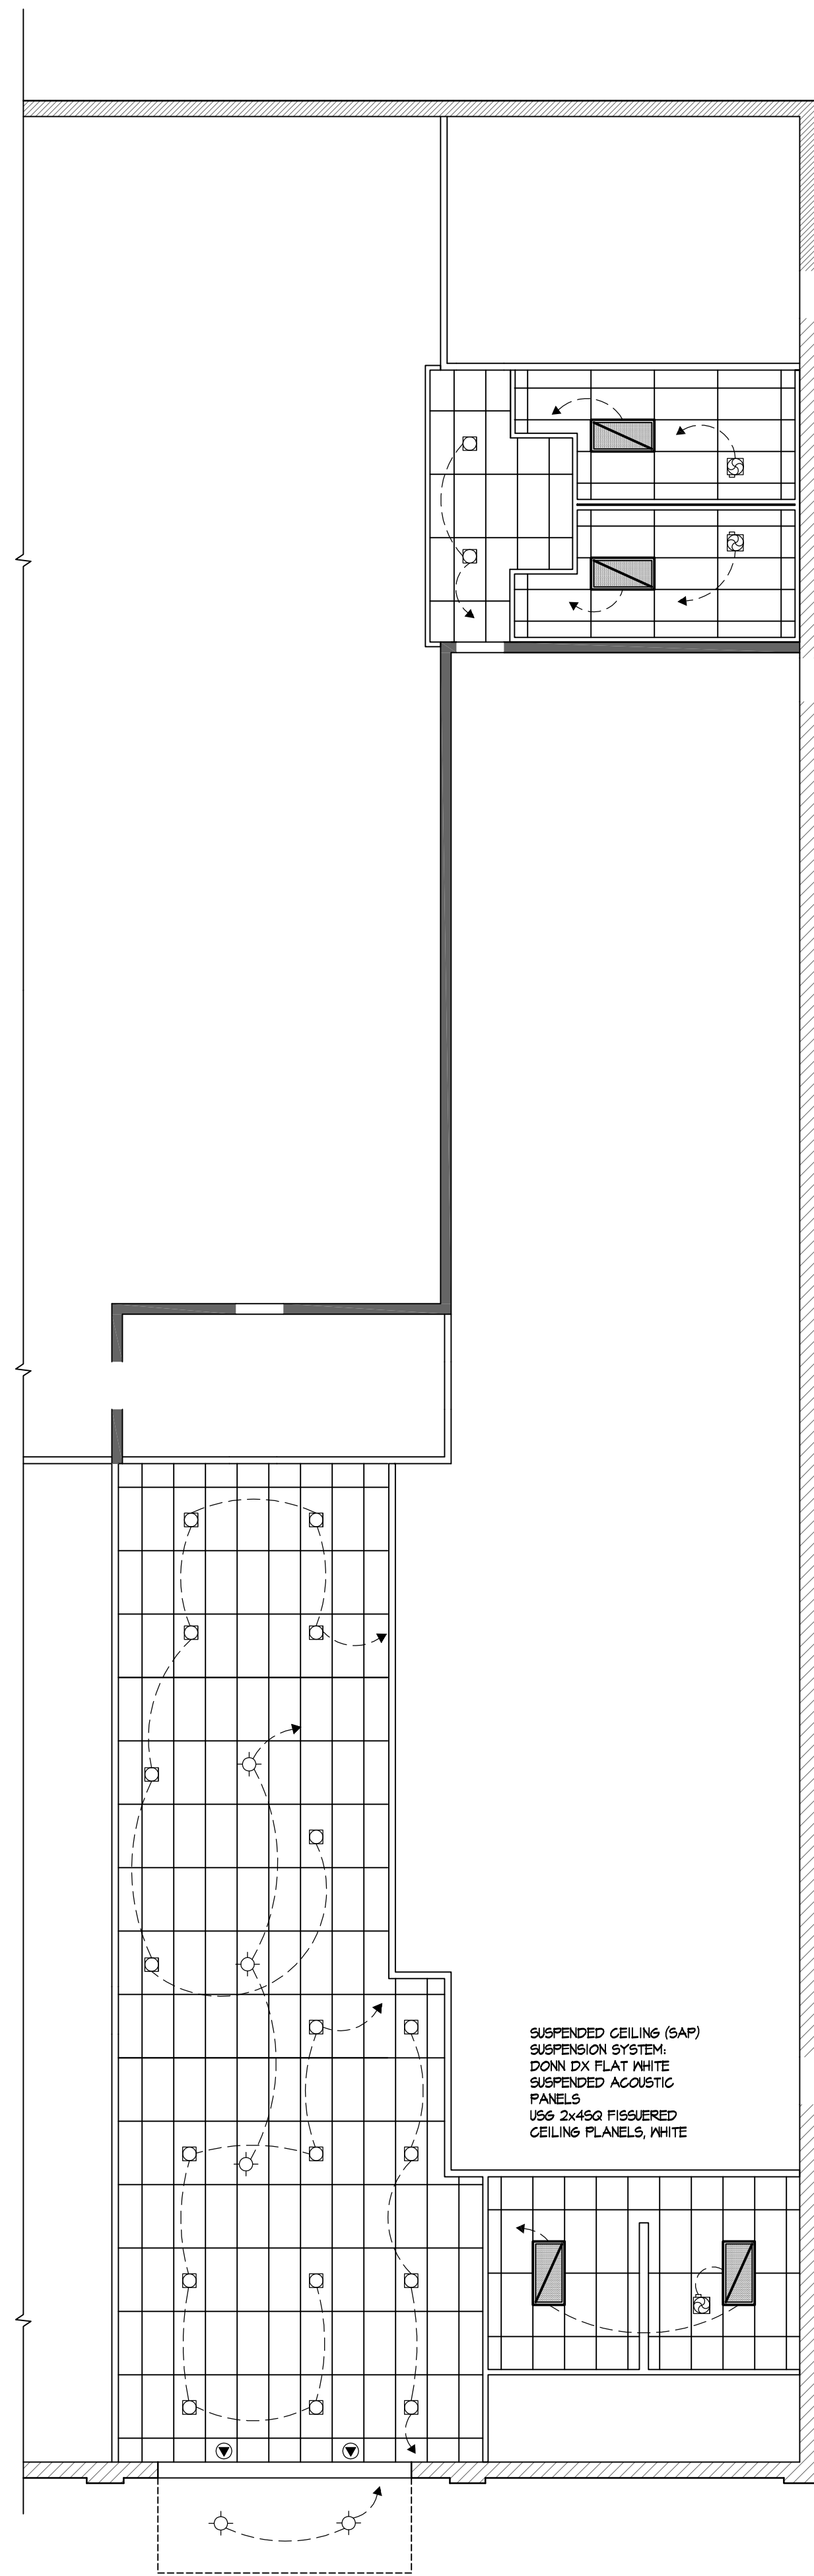 SUSPENDED CEILING (SAP)
SUSPENSION SYSTEM:
DONN DX FLAT WHITE
SUSPENDED ACOUSTIC
PANELS
USG 2x4SQ FISSUERED
CEILING PLANELS, WHITE